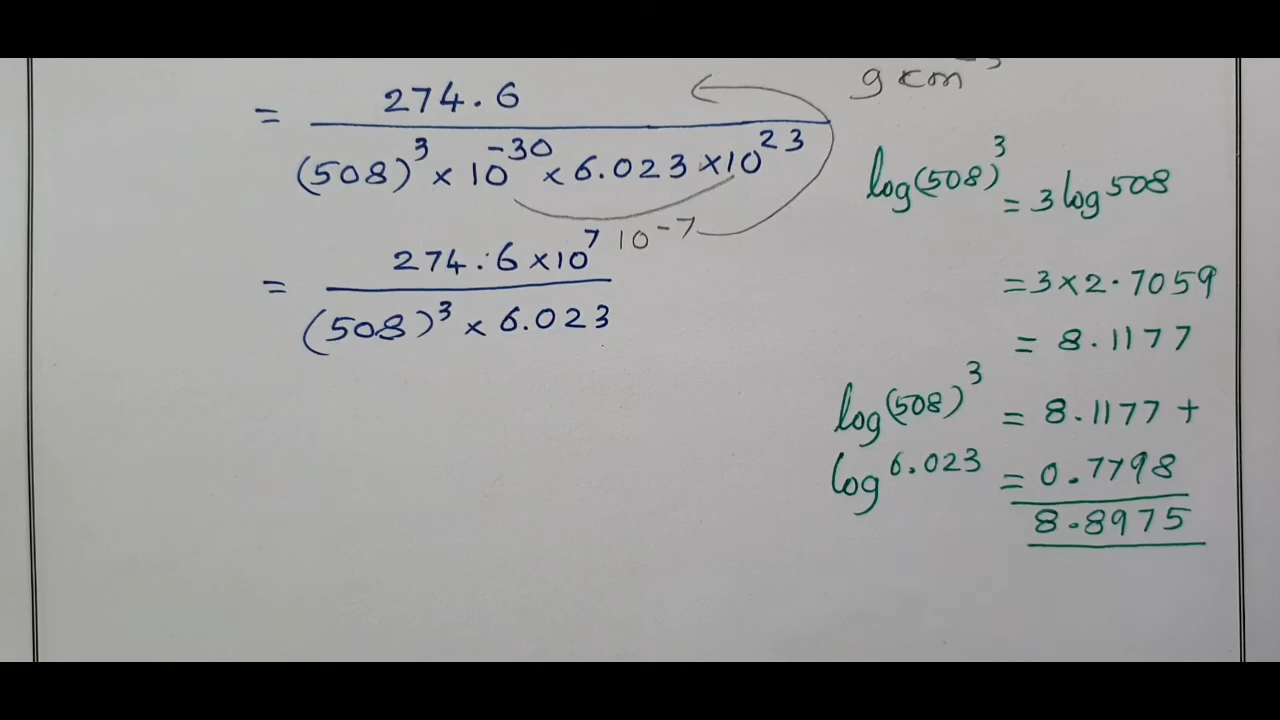 g cm⁻³
= 274.6 / (508)³ × 10⁻³⁰ × 6.023 × 10²³
10⁻⁷
= 274.6 × 10⁷ / (508)³ × 6.023
log(508)³ = 3 log 508
= 3 × 2.7059
= 8.1177
log(508)³ = 8.1177 +
log 6.023 = 0.7798
8.8975